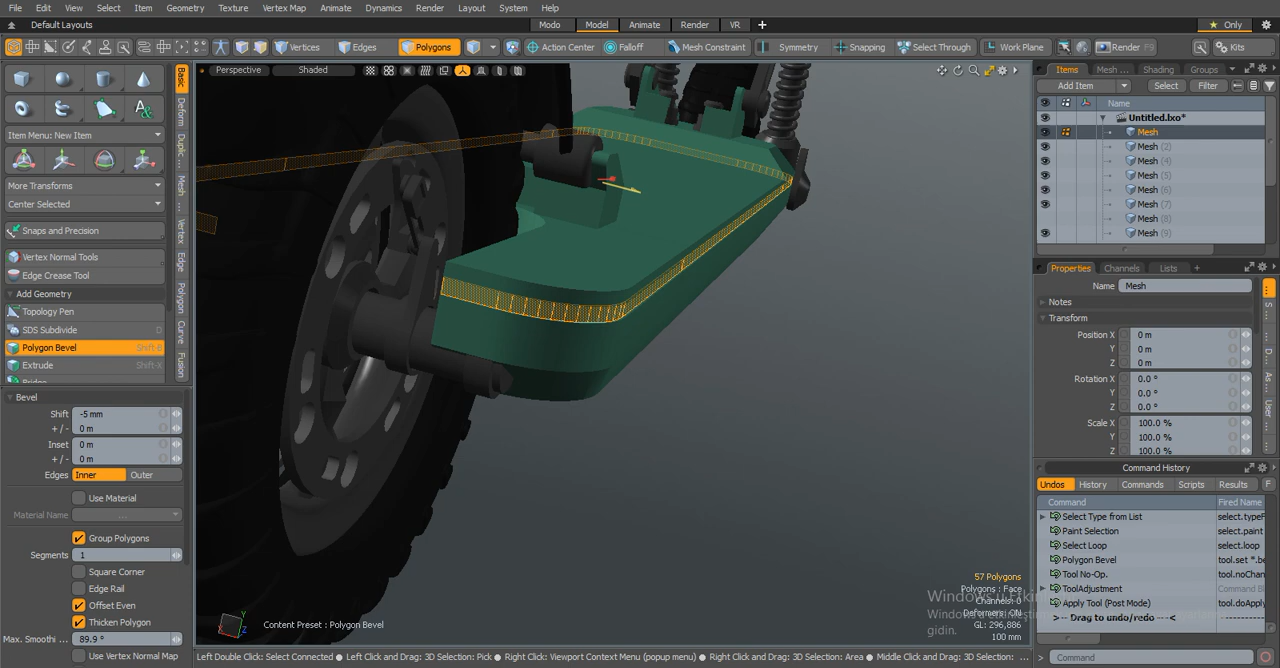 File Edit View Select Item Geometry Texture Vertex Map Animate Dynamics Render Layout System Help
Default Layouts
Modo Model Animate Render VR +
★ Only
Vertices Edges Polygons Action Center Falloff Mesh Constraint Symmetry Snapping Select Through Work Plane Render F9 Kits
Item Menu: New Item
More Transforms
Center Selected
Snaps and Precision
Vertex Normal Tools
Edge Crease Tool
Add Geometry
Topology Pen
SDS Subdivide D
Polygon Bevel Shift-B
Extrude Shift-X
Bridge
Basic
Deform
Duplic ...
Mesh ...
Vertex
Edge
Polygon
Curve
Fusion
Bevel
Shift -5 mm
+ / - 0 m
Inset 0 m
+ / - 0 m
Edges Inner Outer
Use Material
Material Name ...
Group Polygons
Segments 1
Square Corner
Edge Rail
Offset Even
Thicken Polygon
Max. Smoothi ... 89.9 °
Use Vertex Normal Map
Perspective Shaded
57 Polygons
Polygons : Face
Channels: 0
Deformers: ON
GL: 296,886
100 mm
gidin.
Y
X
Z
Content Preset : Polygon Bevel
Left Double Click: Select Connected ● Left Click and Drag: 3D Selection: Pick ● Right Click: Viewport Context Menu (popup menu) ● Right Click and Drag: 3D Selection: Area ● Middle Click and Drag: 3D Selection: ...
Items Mesh ... Shading Groups
Add Item Select Filter
Name
Untitled.lxo*
Mesh
Mesh (2)
Mesh (4)
Mesh (5)
Mesh (6)
Mesh (7)
Mesh (8)
Mesh (9)
Properties Channels Lists +
Name Mesh
Notes
Transform
Position X 0 m
Y 0 m
Z 0 m
Rotation X 0.0 °
Y 0.0 °
Z 0.0 °
Scale X 100.0 %
Y 100.0 %
Z 100.0 %
S ...
D ...
As ...
User ...
Command History
Undos History Commands Scripts Results F
Command Fired Name
Select Type from List select.typeF
Paint Selection select.paint
Select Loop select.loop
Polygon Bevel tool.set *.be
Tool No-Op. tool.noChan
ToolAdjustment Command Bl
Apply Tool (Post Mode) tool.doApply
>-- Drag to undo/redo ---<
> Command